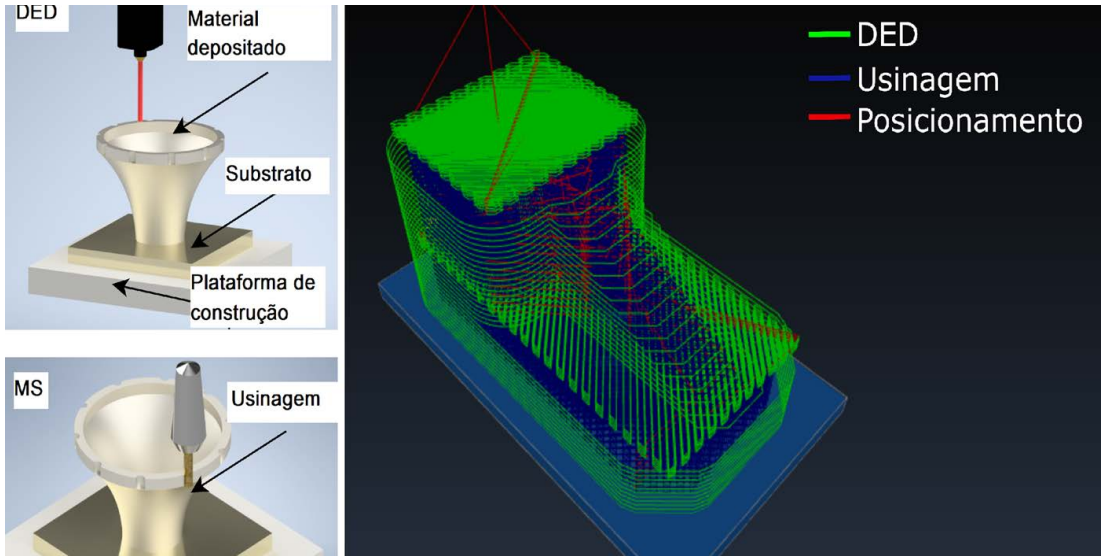 DED
Material
depositado
Substrato
Plataforma de
construção
MS
Usinagem
DED
Usinagem
Posicionamento